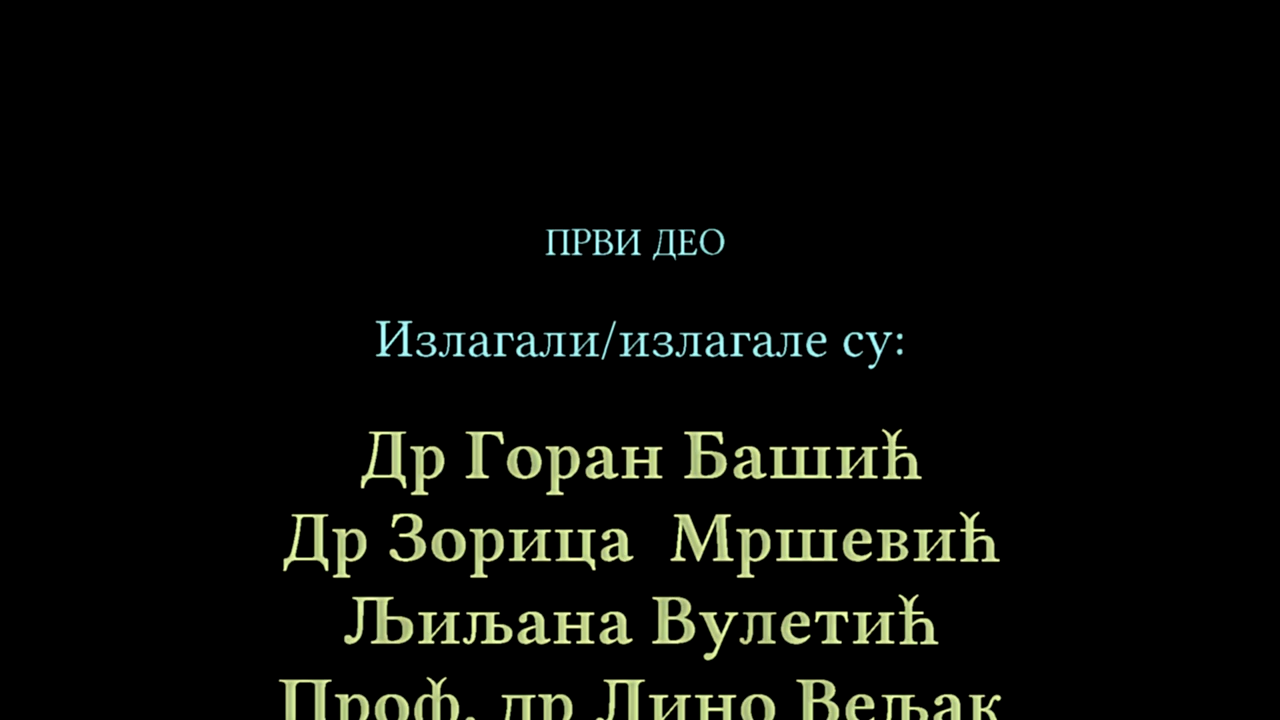 ПРВИ ДЕО
Излагали/излагале су:
Др Горан Башић
Др Зорица Мршевић
Љиљана Вулетић
Проф. др Лино Вељак